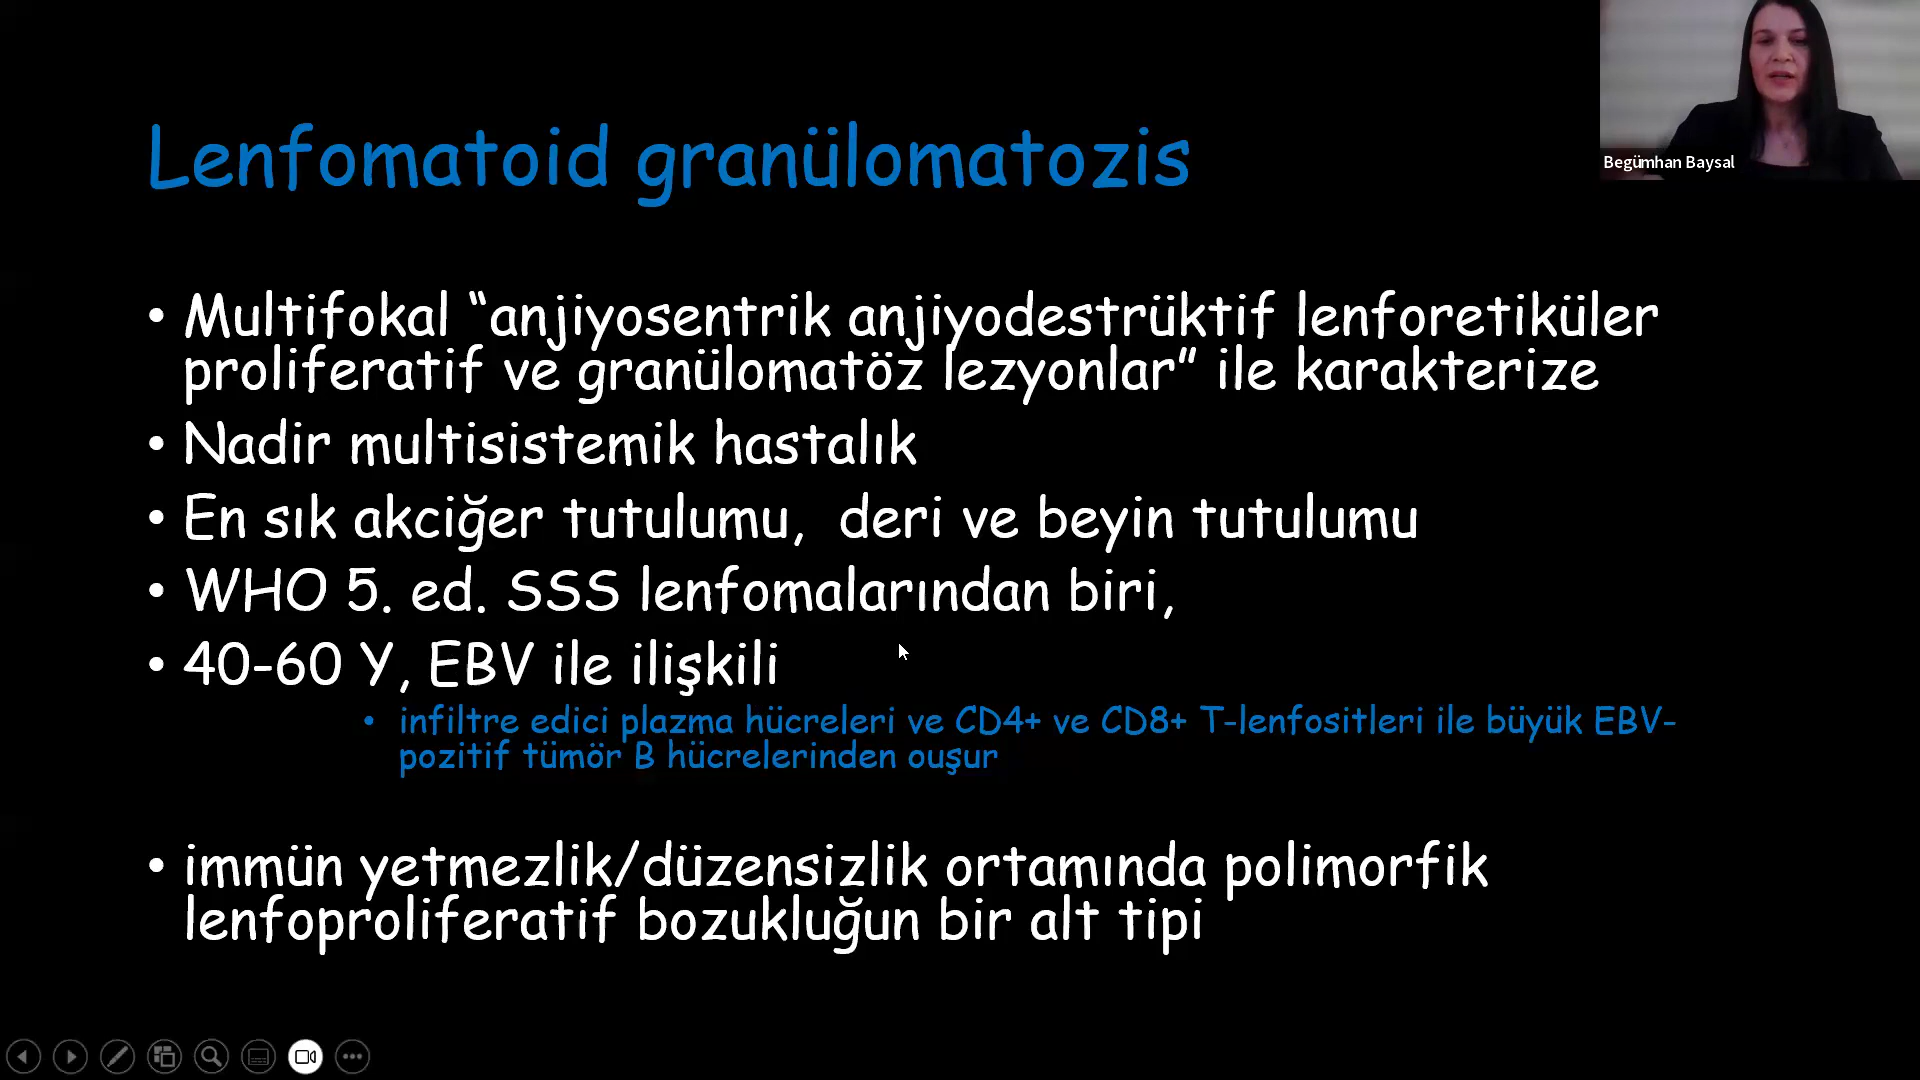 Lenfomatoid granülomatozis
Begümhan Baysal
• Multifokal “anjiyosentrik anjiyodestrüktif lenforetiküler
proliferatif ve granülomatöz lezyonlar” ile karakterize
• Nadir multisistemik hastalık
• En sık akciğer tutulumu, deri ve beyin tutulumu
• WHO 5. ed. SSS lenfomalarından biri,
• 40-60 Y, EBV ile ilişkili
• infiltre edici plazma hücreleri ve CD4+ ve CD8+ T-lenfositleri ile büyük EBV-
pozitif tümör B hücrelerinden ouşur
• immün yetmezlik/düzensizlik ortamında polimorfik
lenfoproliferatif bozukluğun bir alt tipi